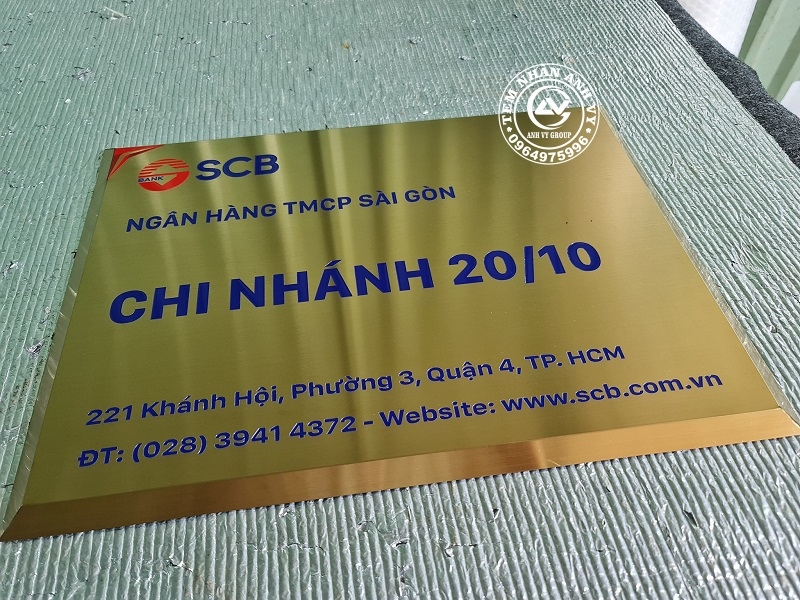 BANK SCB
NGÂN HÀNG TMCP SÀI GÒN
CHI NHÁNH 20/10
221 Khánh Hội, Phường 3, Quận 4, TP. HCM
ĐT: (028) 3941 4372 - Website: www.scb.com.vn
TEM NHAN ANH VY
ANH VY GROUP
0964975996